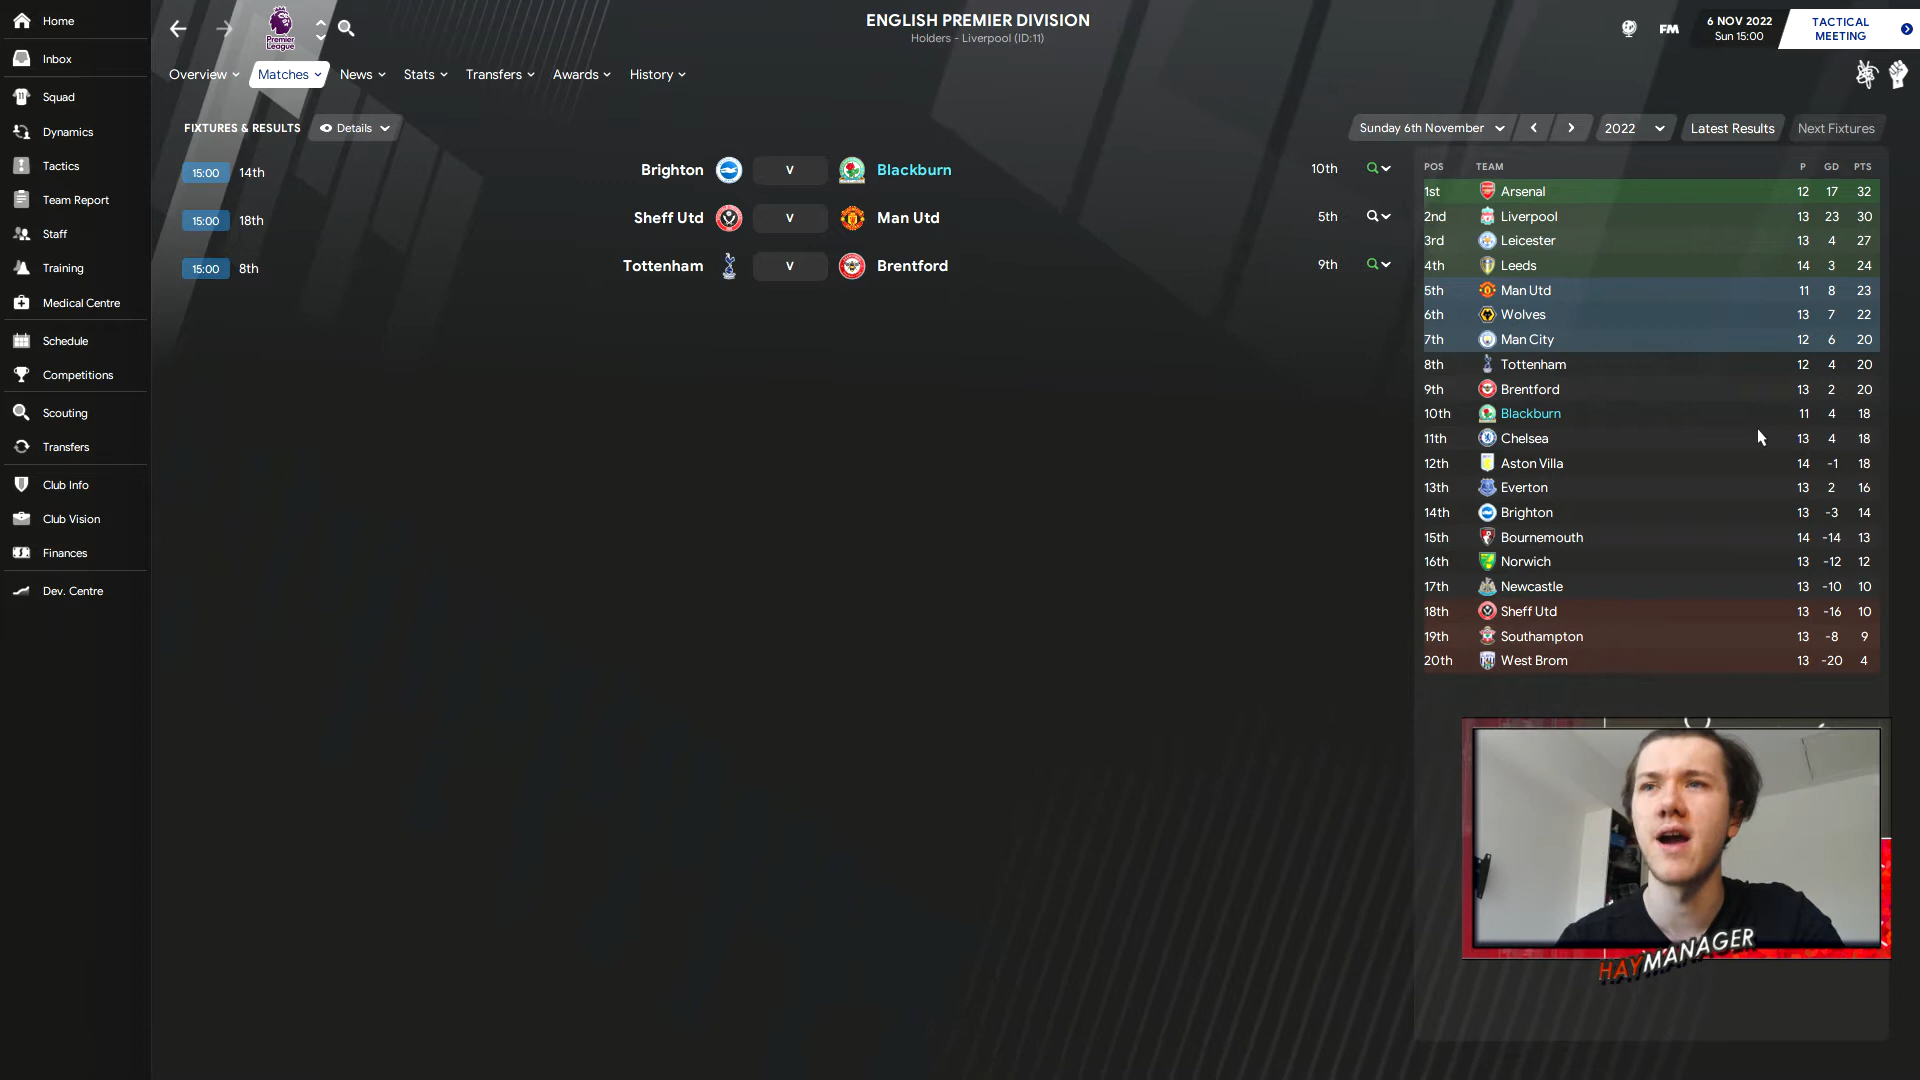 Home
Inbox
Squad
Dynamics
Tactics
Team Report
Staff
Training
Medical Centre
Schedule
Competitions
Scouting
Transfers
Club Info
Club Vision
Finances
Dev. Centre
Premier League
ENGLISH PREMIER DIVISION
Holders - Liverpool (ID:11)
FM
6 NOV 2022
Sun 15:00
TACTICAL MEETING
Overview Matches News Stats Transfers Awards History
FIXTURES & RESULTS Details
Sunday 6th November 2022 Latest Results Next Fixtures
15:00 14th Brighton v Blackburn 10th
15:00 18th Sheff Utd v Man Utd 5th
15:00 8th Tottenham v Brentford 9th
POS TEAM P GD PTS
1st Arsenal 12 17 32
2nd Liverpool 13 23 30
3rd Leicester 13 4 27
4th Leeds 14 3 24
5th Man Utd 11 8 23
6th Wolves 13 7 22
7th Man City 12 6 20
8th Tottenham 12 4 20
9th Brentford 13 2 20
10th Blackburn 11 4 18
11th Chelsea 13 4 18
12th Aston Villa 14 -1 18
13th Everton 13 2 16
14th Brighton 13 -3 14
15th Bournemouth 14 -14 13
16th Norwich 13 -12 12
17th Newcastle 13 -10 10
18th Sheff Utd 13 -16 10
19th Southampton 13 -8 9
20th West Brom 13 -20 4
HAYMANAGER